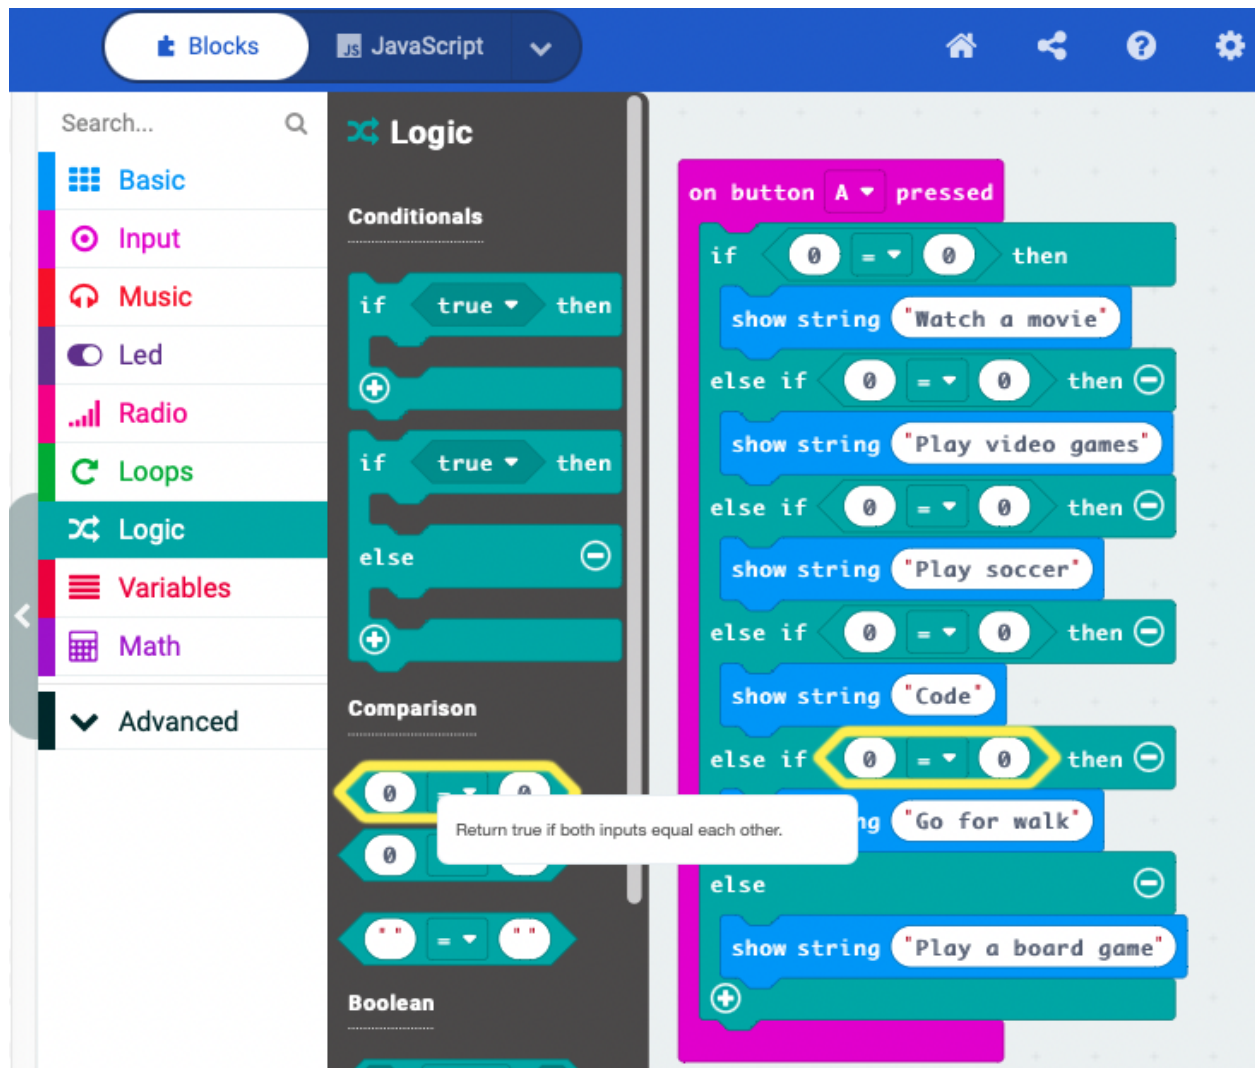 Blocks
JS JavaScript
Search...
Basic
Input
Music
Led
Radio
Loops
Logic
Variables
Math
Advanced
Logic
Conditionals
if true then
if true then
else
Comparison
0 = 0
Return true if both inputs equal each other.
0
" " = " "
Boolean
on button A pressed
if 0 = 0 then
show string "Watch a movie"
else if 0 = 0 then
show string "Play video games"
else if 0 = 0 then
show string "Play soccer"
else if 0 = 0 then
show string "Code"
else if 0 = 0 then
"Go for walk"
else
show string "Play a board game"